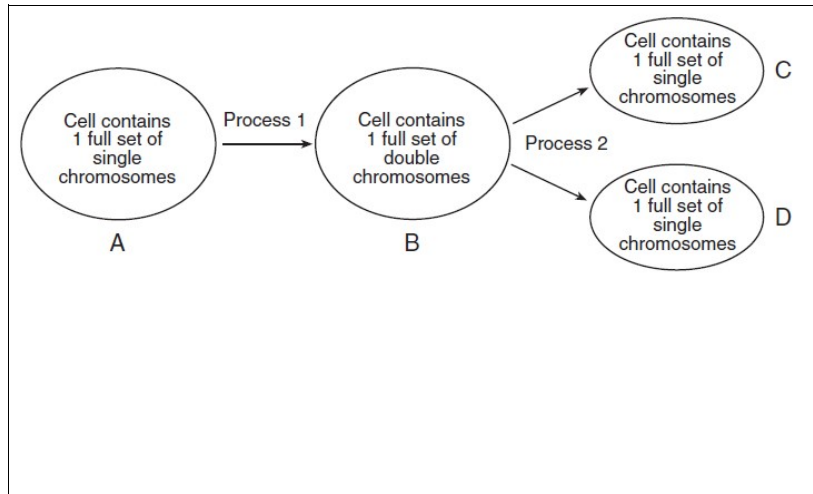 Cell contains
1 full set of
single
chromosomes
A
Process 1
Cell contains
1 full set of
double
chromosomes
B
Process 2
Cell contains
1 full set of
single
chromosomes
C
Cell contains
1 full set of
single
chromosomes
D